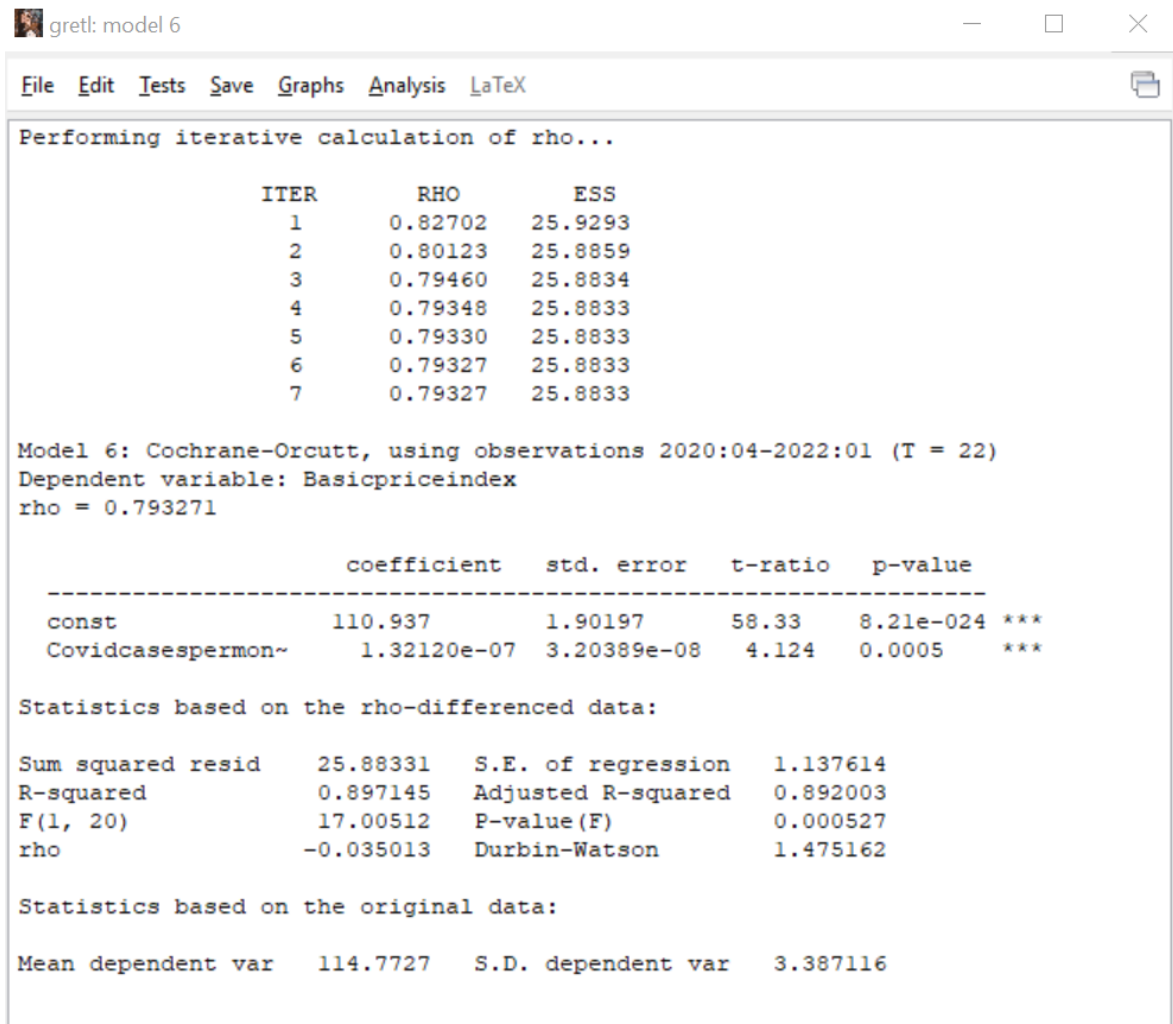 gretl: model 6
File Edit Tests Save Graphs Analysis LaTeX
Performing iterative calculation of rho...
ITER RHO ESS
1 0.82702 25.9293
2 0.80123 25.8859
3 0.79460 25.8834
4 0.79348 25.8833
5 0.79330 25.8833
6 0.79327 25.8833
7 0.79327 25.8833
Model 6: Cochrane-Orcutt, using observations 2020:04-2022:01 (T = 22)
Dependent variable: Basicpriceindex
rho = 0.793271
coefficient std. error t-ratio p-value
--------------------------------------------------------------------
const 110.937 1.90197 58.33 8.21e-024 ***
Covidcasespermon~ 1.32120e-07 3.20389e-08 4.124 0.0005 ***
Statistics based on the rho-differenced data:
Sum squared resid 25.88331 S.E. of regression 1.137614
R-squared 0.897145 Adjusted R-squared 0.892003
F(1, 20) 17.00512 P-value(F) 0.000527
rho -0.035013 Durbin-Watson 1.475162
Statistics based on the original data:
Mean dependent var 114.7727 S.D. dependent var 3.387116